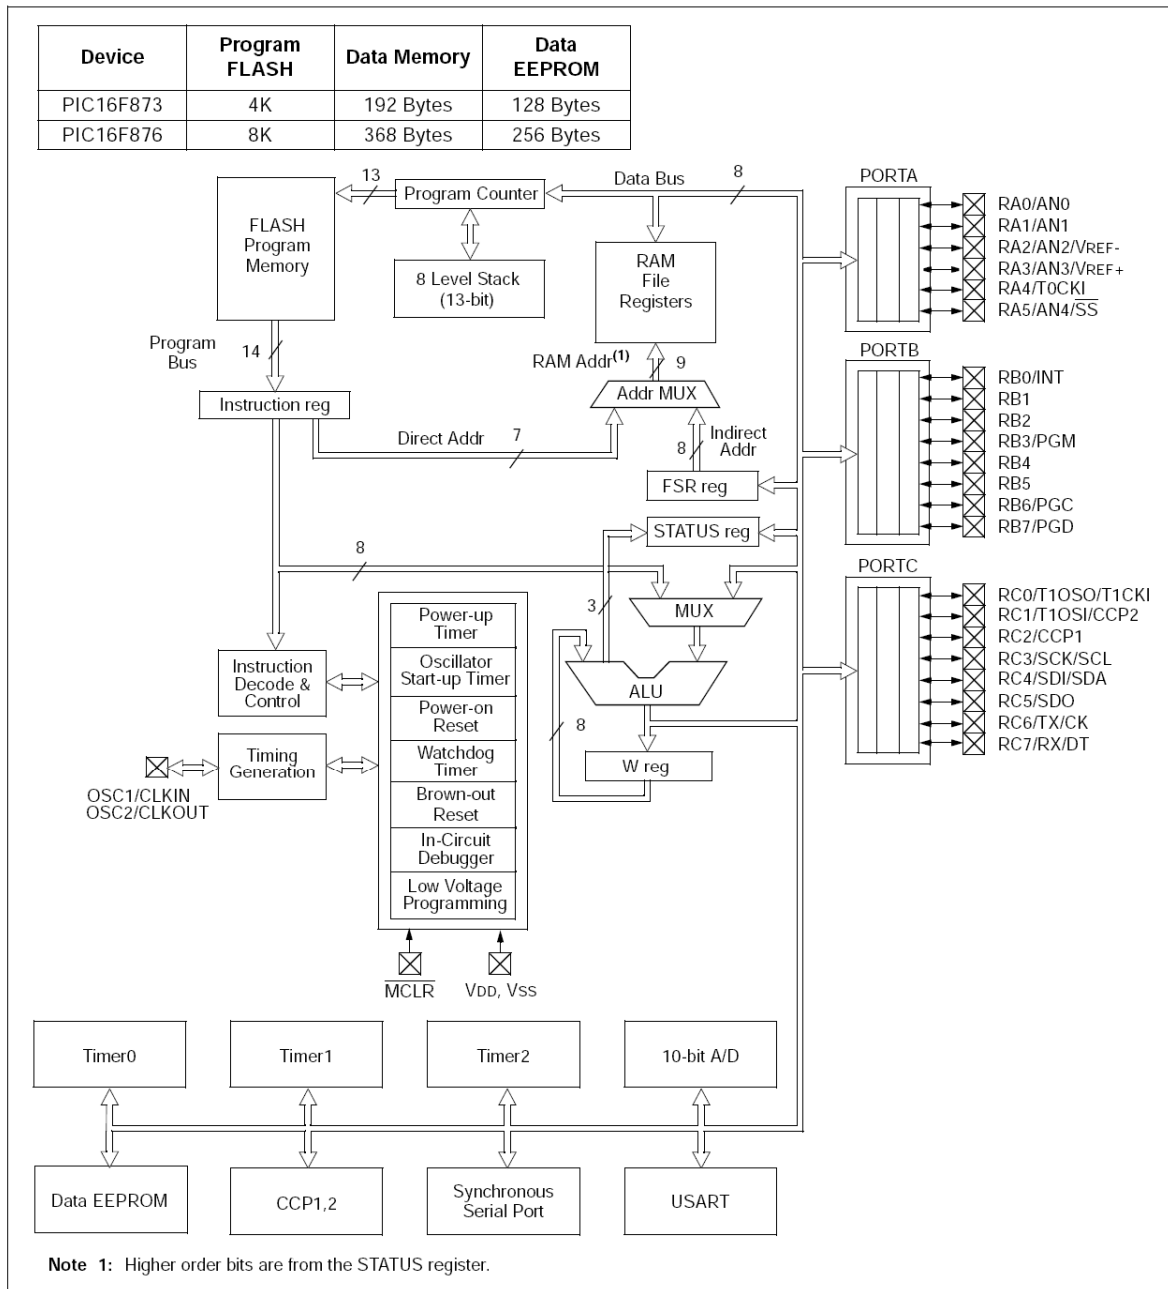 Device Program FLASH Data Memory Data EEPROM
PIC16F873 4K 192 Bytes 128 Bytes
PIC16F876 8K 368 Bytes 256 Bytes
13
Program Counter
Data Bus
8
FLASH
Program
Memory
8 Level Stack
(13-bit)
RAM
File
Registers
Program
Bus
14
RAM Addr(1)
9
Addr MUX
Instruction reg
Direct Addr
7
8
Indirect
Addr
FSR reg
STATUS reg
8
3
MUX
ALU
8
W reg
Power-up
Timer
Oscillator
Start-up Timer
Power-on
Reset
Watchdog
Timer
Brown-out
Reset
In-Circuit
Debugger
Low Voltage
Programming
Instruction
Decode &
Control
Timing
Generation
OSC1/CLKIN
OSC2/CLKOUT
MCLR
VDD, VSS
PORTA
RA0/AN0
RA1/AN1
RA2/AN2/VREF-
RA3/AN3/VREF+
RA4/T0CKI
RA5/AN4/SS
PORTB
RB0/INT
RB1
RB2
RB3/PGM
RB4
RB5
RB6/PGC
RB7/PGD
PORTC
RC0/T1OSO/T1CKI
RC1/T1OSI/CCP2
RC2/CCP1
RC3/SCK/SCL
RC4/SDI/SDA
RC5/SDO
RC6/TX/CK
RC7/RX/DT
Timer0
Timer1
Timer2
10-bit A/D
Data EEPROM
CCP1,2
Synchronous
Serial Port
USART
Note 1: Higher order bits are from the STATUS register.